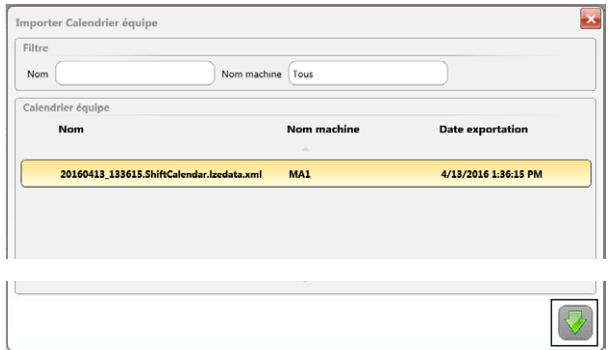 Importer Calendrier équipe
Filtre
Nom Nom machine Tous
Calendrier équipe
Nom Nom machine Date exportation
20160413_133615.ShiftCalendar.lzedata.xml MA1 4/13/2016 1:36:15 PM